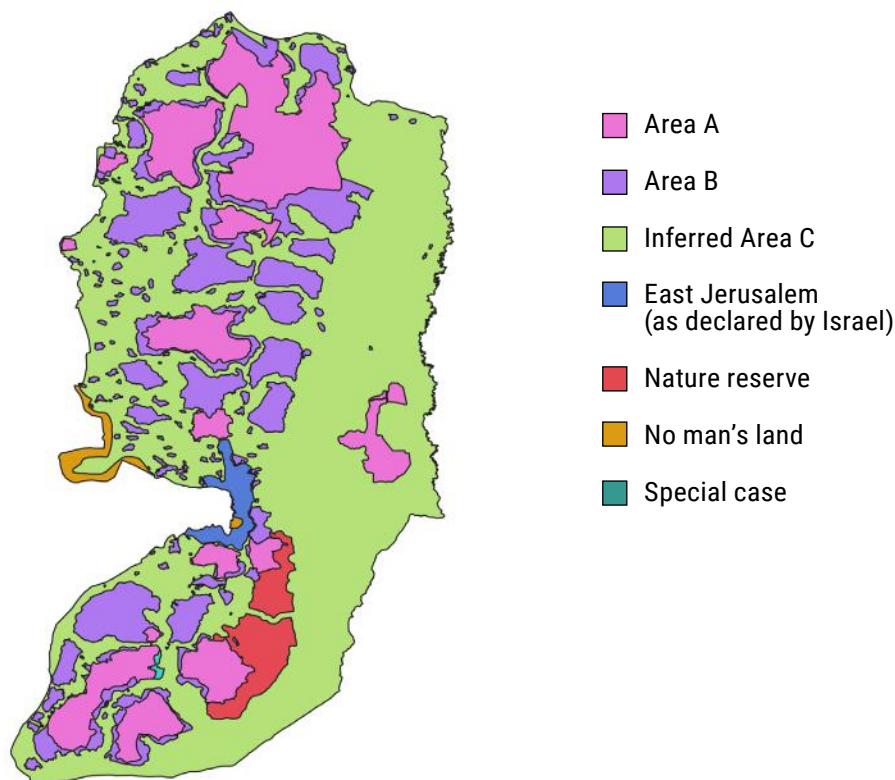 Area A
Area B
Inferred Area C
East Jerusalem
(as declared by Israel)
Nature reserve
No man’s land
Special case